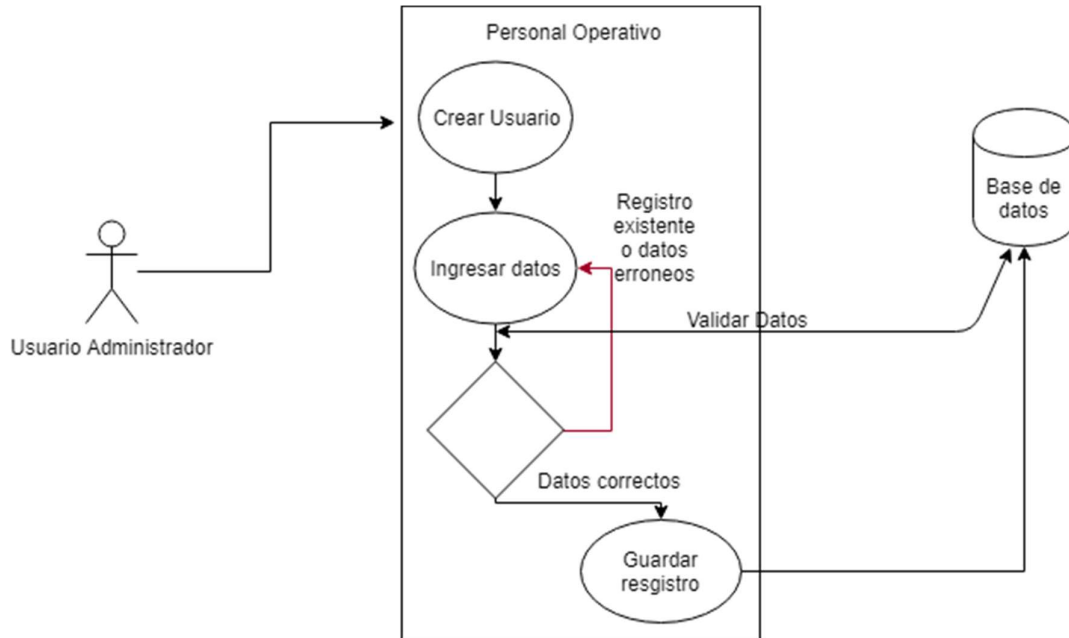 Personal Operativo
Crear Usuario
Registro
existente
o datos
erroneos
Ingresar datos
Base de
datos
Validar Datos
Usuario Administrador
Datos correctos
Guardar
resgistro